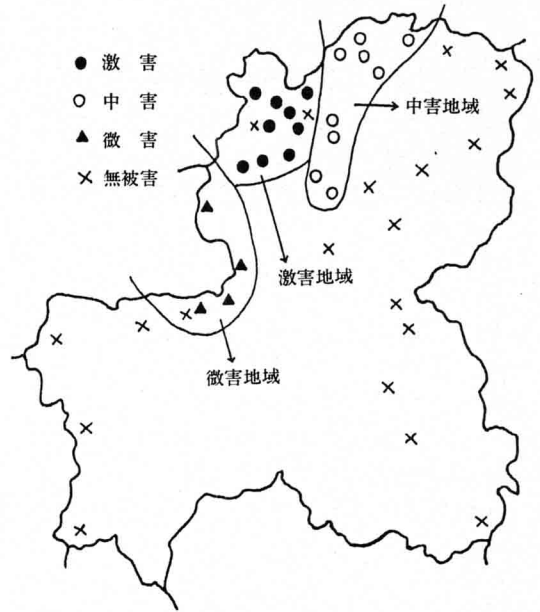 ● 激害
○ 中害
▲ 微害
× 無被害
中害地域
激害地域
微害地域